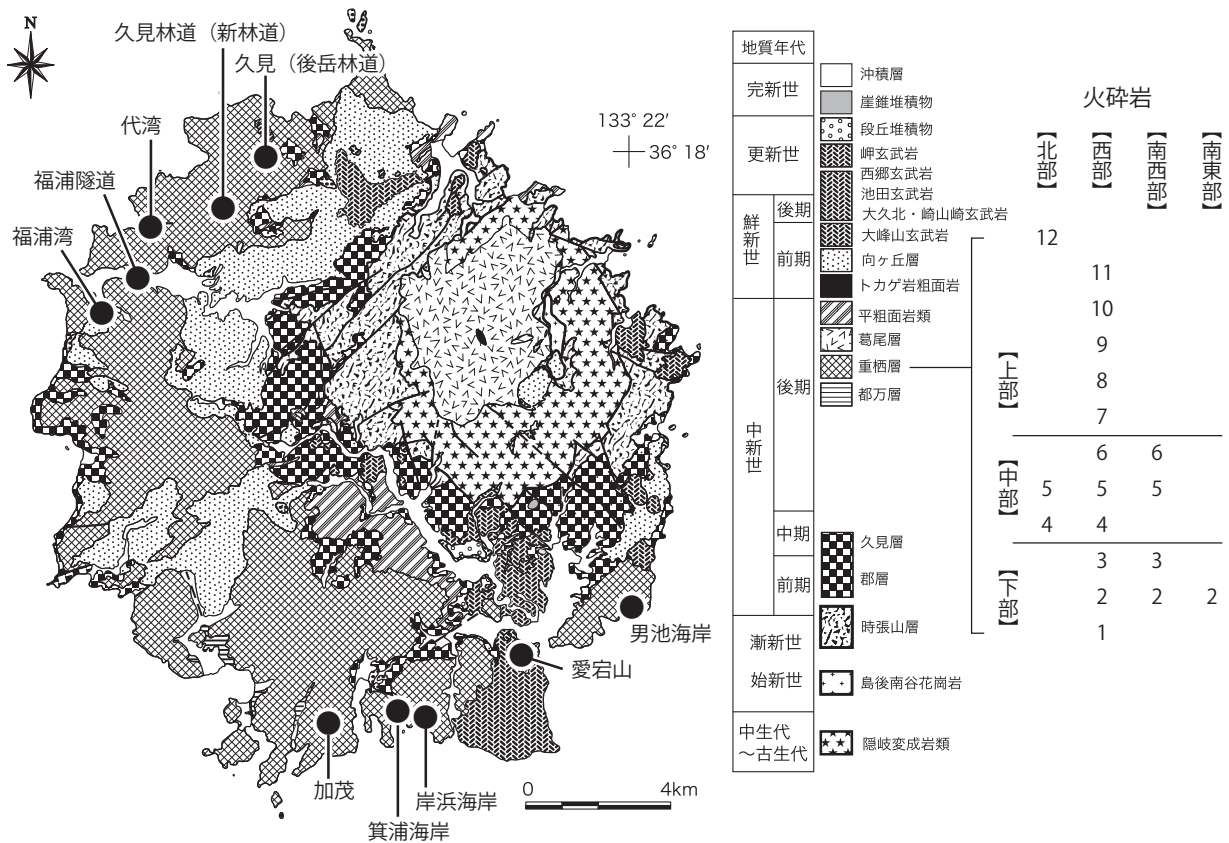 N
久見林道（新林道）
久見（後岳林道）
代湾
福浦隧道
福浦湾
133° 22′
36° 18′
男池海岸
愛宕山
加茂
岸浜海岸
箕浦海岸
0 4km
地質年代
完新世
更新世
鮮新世
後期
前期
中新世
後期
中期
前期
漸新世
始新世
中生代
～古生代
沖積層
崖錐堆積物
段丘堆積物
岬玄武岩
西郷玄武岩
池田玄武岩
大久北・崎山崎玄武岩
大峰山玄武岩
向ヶ丘層
トカゲ岩粗面岩
平粗面岩類
葛尾層
重栖層
都万層
久見層
郡層
時張山層
島後南谷花崗岩
隠岐変成岩類
火砕岩
【北部】 【西部】 【南西部】 【南東部】
12
11
10
【上部】
9
8
7
【中部】
6 6
5 5 5
4 4
【下部】
3 3
2 2 2
1